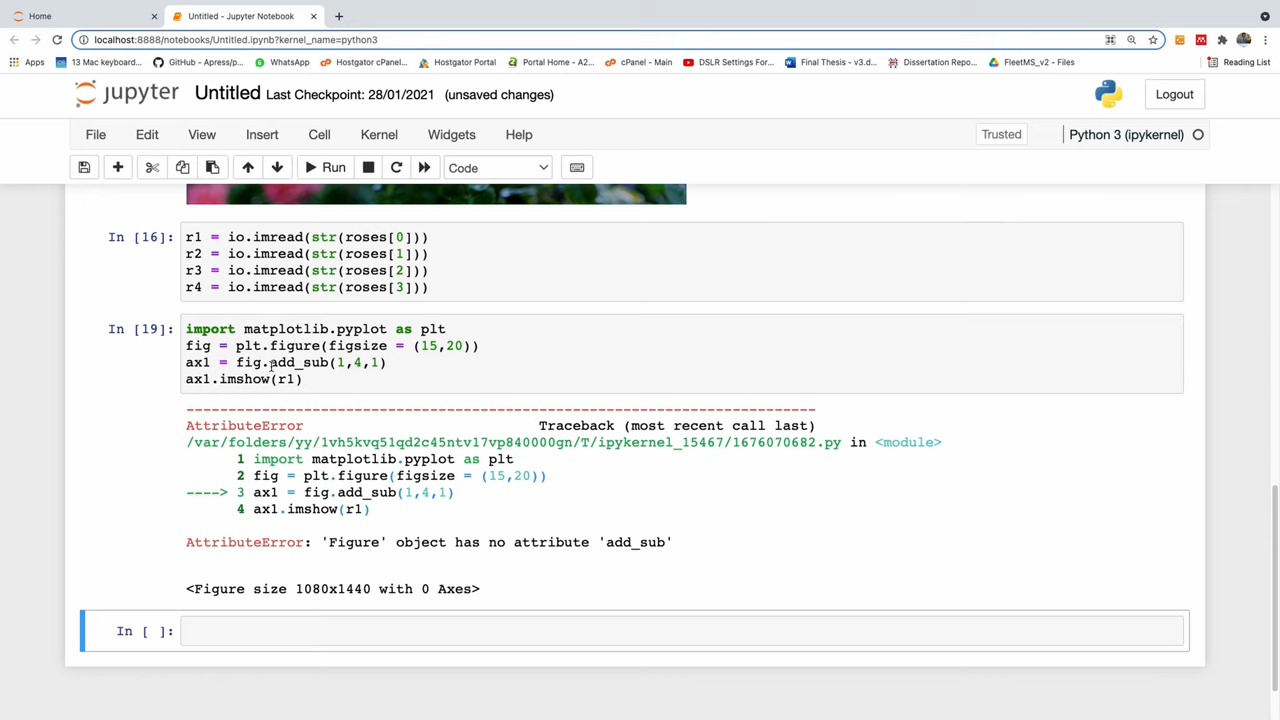 Home
Untitled - Jupyter Notebook
localhost:8888/notebooks/Untitled.ipynb?kernel_name=python3
Apps
13 Mac keyboard...
GitHub - Apress/p...
WhatsApp
Hostgator cPanel...
Hostgator Portal
Portal Home - A2...
cPanel - Main
DSLR Settings For...
Final Thesis - v3.d...
Dissertation Repo...
FleetMS_v2 - Files
Reading List
jupyter Untitled Last Checkpoint: 28/01/2021 (unsaved changes)
Logout
File Edit View Insert Cell Kernel Widgets Help
Trusted
Python 3 (ipykernel)
Run
Code
In [16]: r1 = io.imread(str(roses[0]))
r2 = io.imread(str(roses[1]))
r3 = io.imread(str(roses[2]))
r4 = io.imread(str(roses[3]))
In [19]: import matplotlib.pyplot as plt
fig = plt.figure(figsize = (15,20))
ax1 = fig.add_sub(1,4,1)
ax1.imshow(r1)
---------------------------------------------------------------------------
AttributeError Traceback (most recent call last)
/var/folders/yy/1vh5kvq51qd2c45ntv17vp840000gn/T/ipykernel_15467/1676070682.py in <module>
1 import matplotlib.pyplot as plt
2 fig = plt.figure(figsize = (15,20))
----> 3 ax1 = fig.add_sub(1,4,1)
4 ax1.imshow(r1)
AttributeError: 'Figure' object has no attribute 'add_sub'
<Figure size 1080x1440 with 0 Axes>
In [ ]: